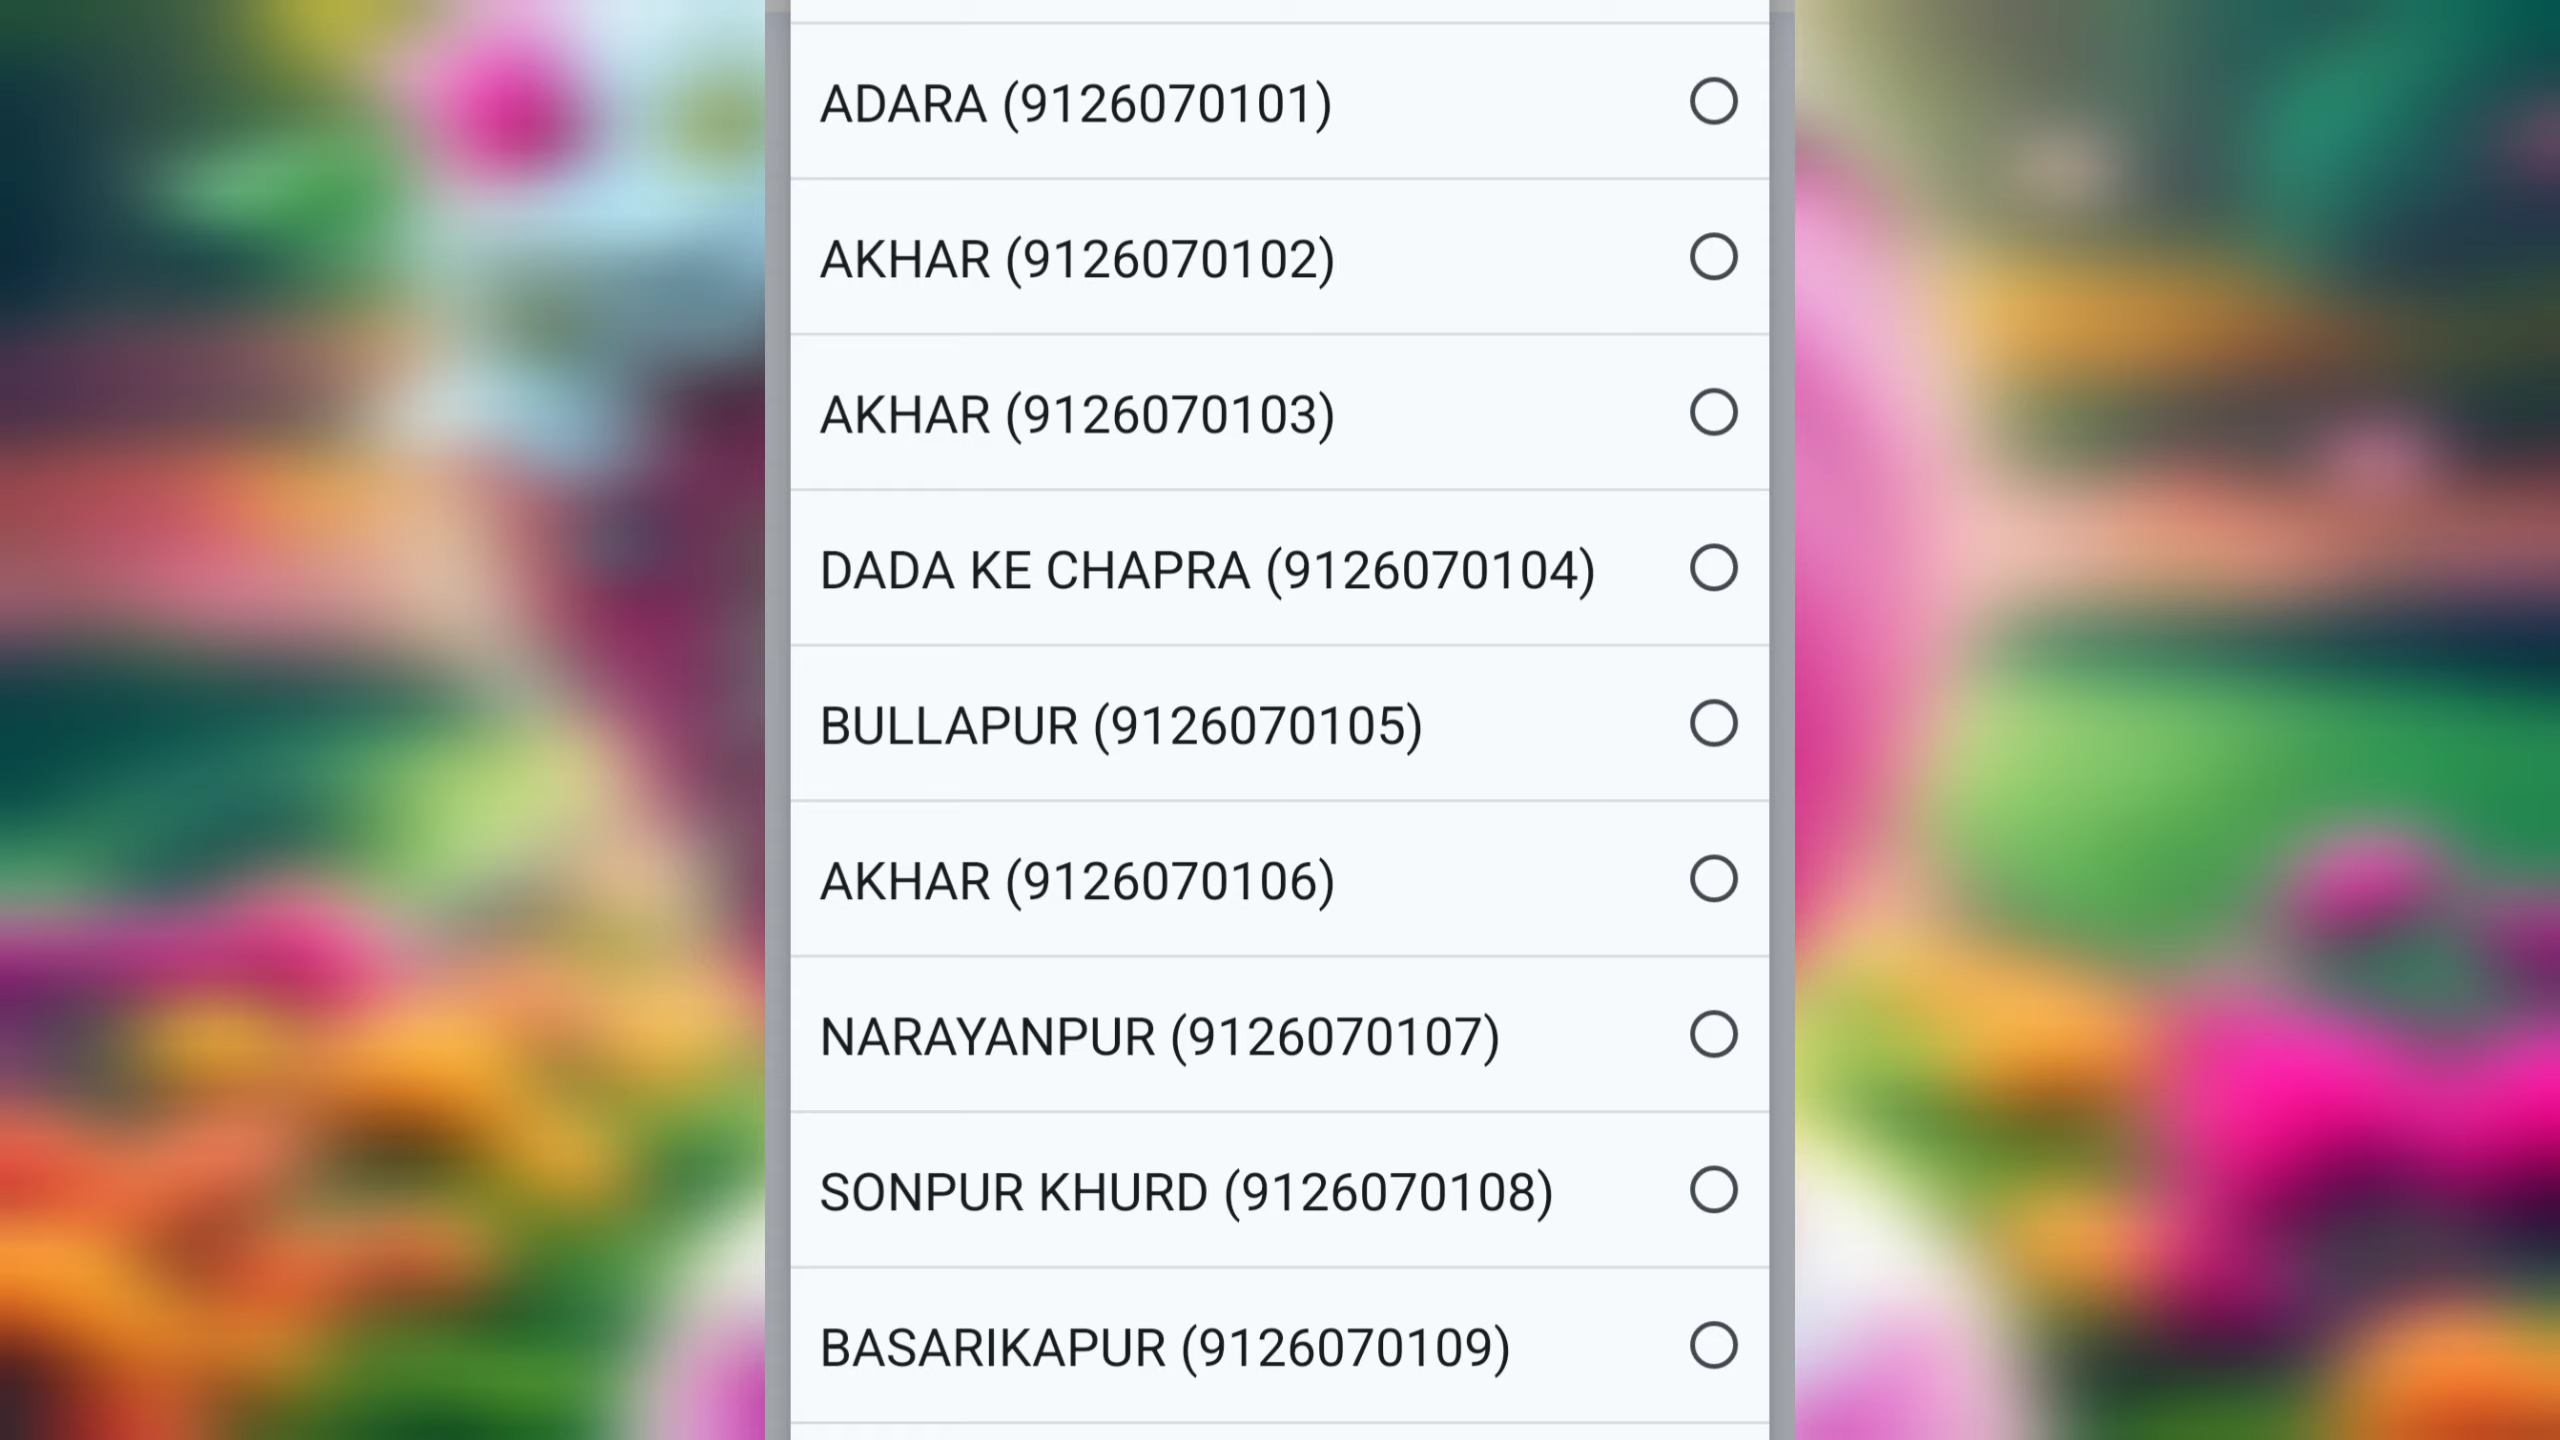 ADARA (9126070101)
AKHAR (9126070102)
AKHAR (9126070103)
DADA KE CHAPRA (9126070104)
BULLAPUR (9126070105)
AKHAR (9126070106)
NARAYANPUR (9126070107)
SONPUR KHURD (9126070108)
BASARIKAPUR (9126070109)